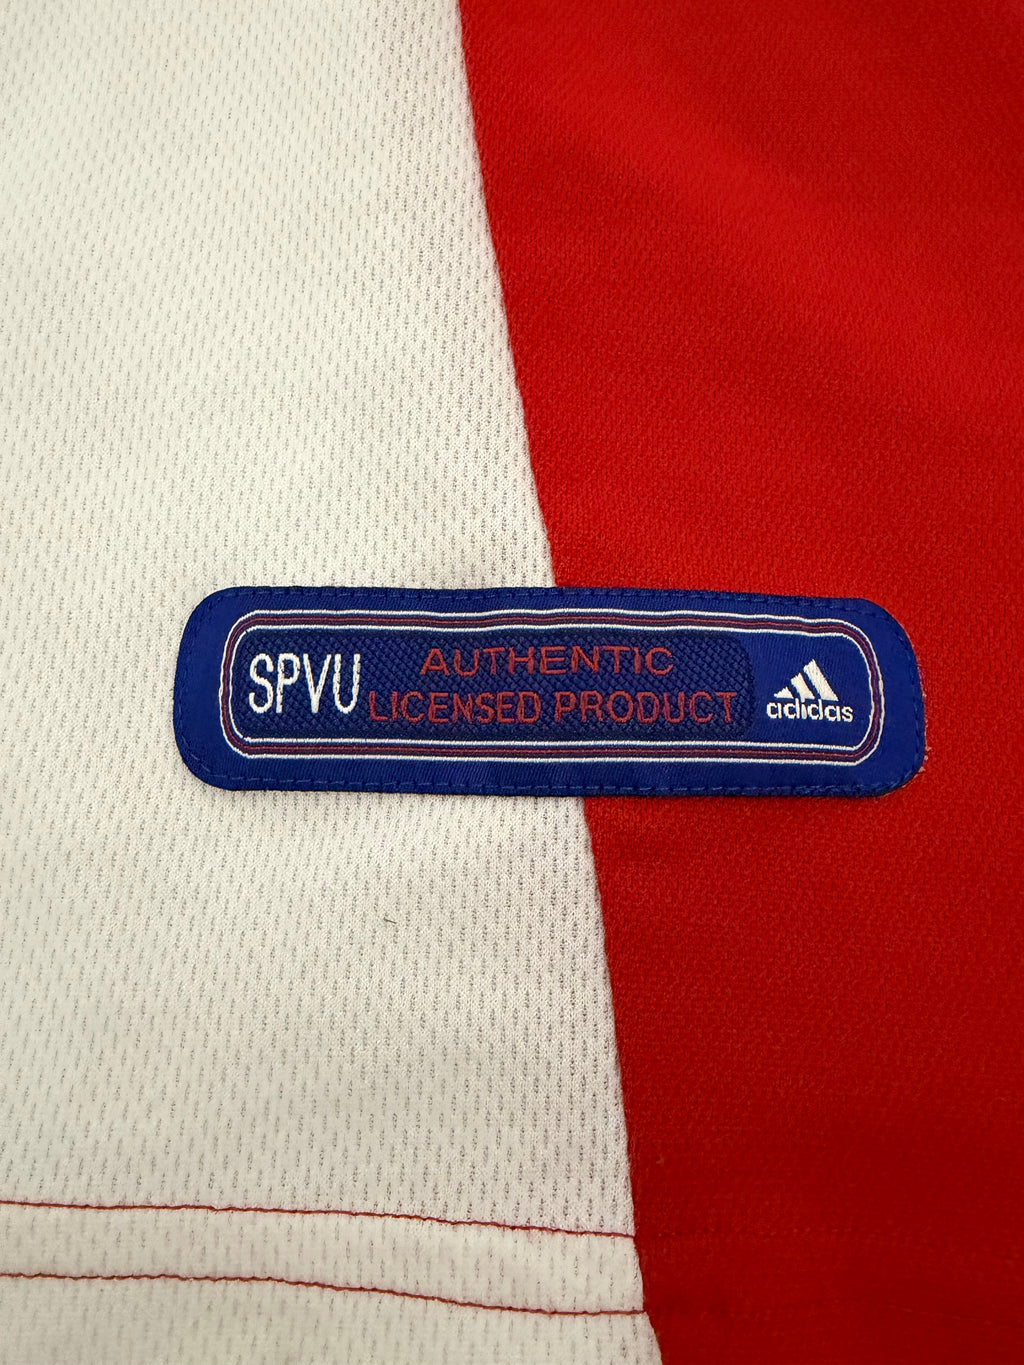 SPVU
AUTHENTIC
LICENSED PRODUCT
adidas